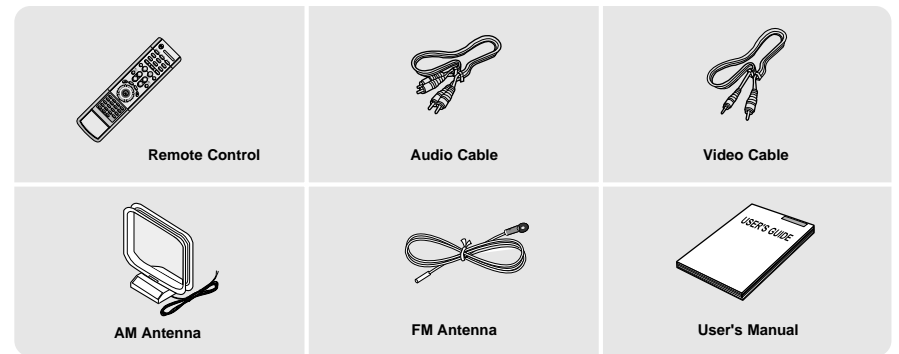 Remote Control
Audio Cable
Video Cable
USER'S GUIDE
AM Antenna
FM Antenna
User's Manual